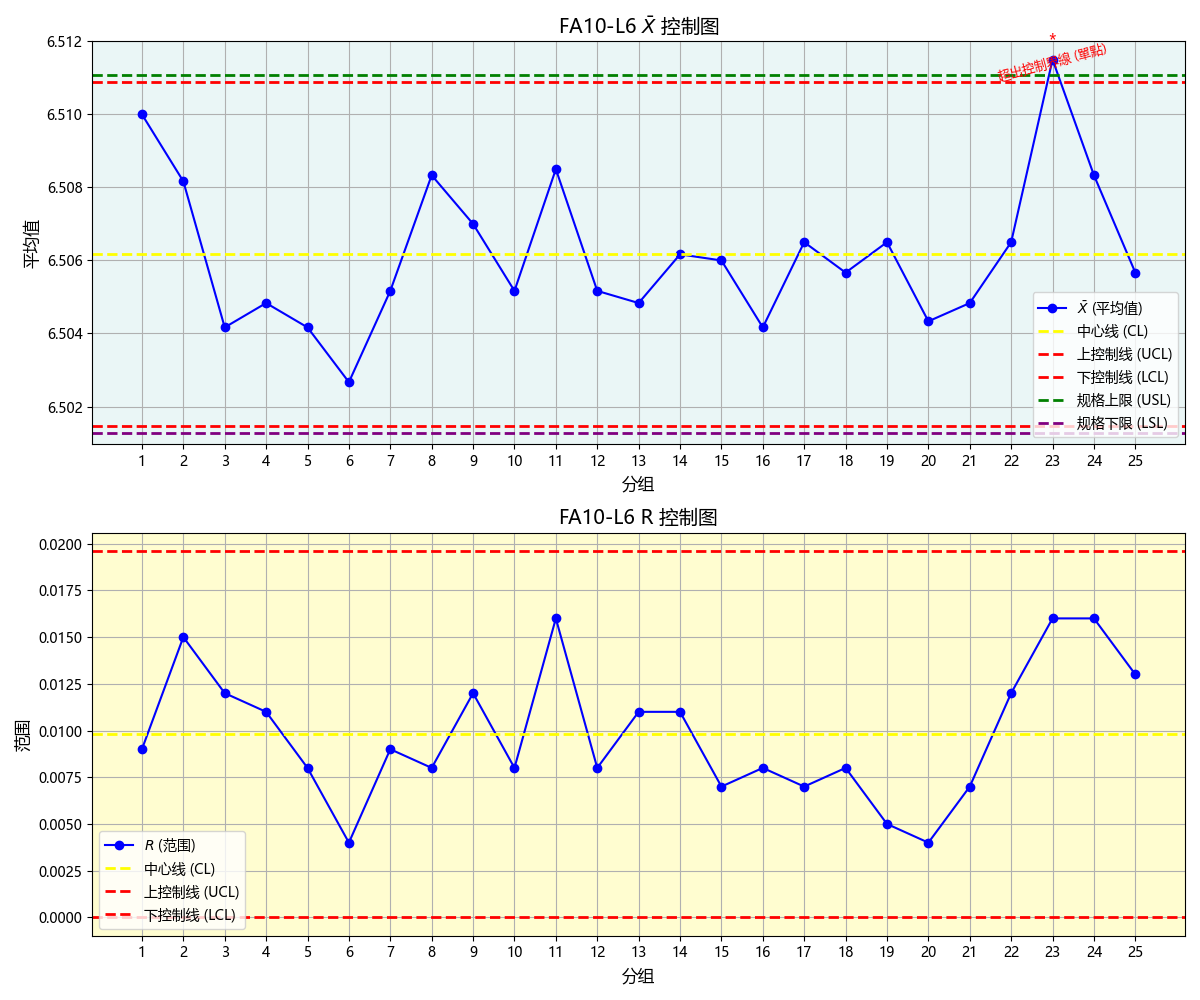 FA10-L6 X̄ 控制图
6.512
6.510
6.508
6.506
6.504
6.502
平均值
*
超出控制界線 (單點)
X̄ (平均值)
中心线 (CL)
上控制线 (UCL)
下控制线 (LCL)
规格上限 (USL)
规格下限 (LSL)
1 2 3 4 5 6 7 8 9 10 11 12 13 14 15 16 17 18 19 20 21 22 23 24 25
分组
FA10-L6 R 控制图
0.0200
0.0175
0.0150
0.0125
0.0100
0.0075
0.0050
0.0025
0.0000
范围
R (范围)
中心线 (CL)
上控制线 (UCL)
下控制线 (LCL)
1 2 3 4 5 6 7 8 9 10 11 12 13 14 15 16 17 18 19 20 21 22 23 24 25
分组